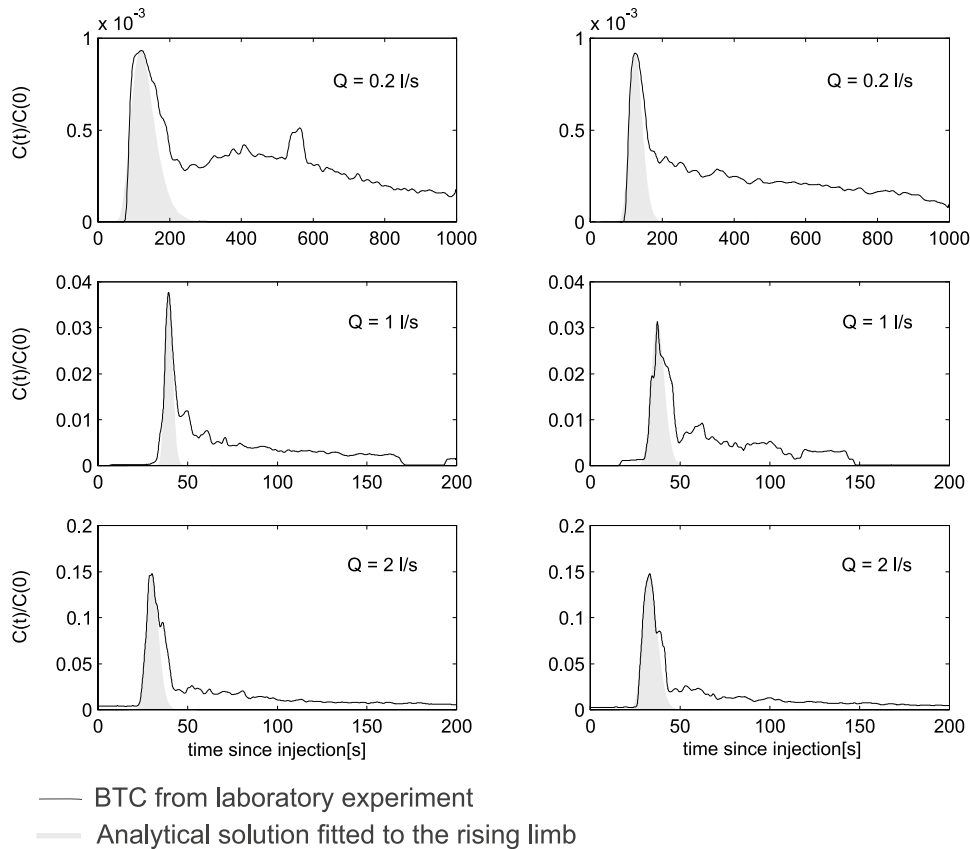 x 10⁻³
1
0.5
0
C(t)/C(0)
Q = 0.2 l/s
0 200 400 600 800 1000
x 10⁻³
1
0.5
0
Q = 0.2 l/s
0 200 400 600 800 1000
0.04
0.03
0.02
0.01
0
C(t)/C(0)
Q = 1 l/s
0 50 100 150 200
0.04
0.03
0.02
0.01
0
Q = 1 l/s
0 50 100 150 200
0.2
0.15
0.1
0.05
0
C(t)/C(0)
Q = 2 l/s
0 50 100 150 200
time since injection[s]
0.2
0.15
0.1
0.05
0
Q = 2 l/s
0 50 100 150 200
time since injection[s]
BTC from laboratory experiment
Analytical solution fitted to the rising limb